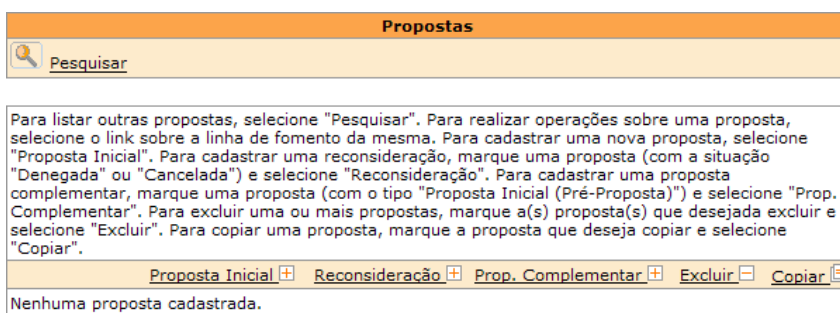 Propostas
Pesquisar
Para listar outras propostas, selecione "Pesquisar". Para realizar operações sobre uma proposta,
selecione o link sobre a linha de fomento da mesma. Para cadastrar uma nova proposta, selecione
"Proposta Inicial". Para cadastrar uma reconsideração, marque uma proposta (com a situação
"Denegada" ou "Cancelada") e selecione "Reconsideração". Para cadastrar uma proposta
complementar, marque uma proposta (com o tipo "Proposta Inicial (Pré-Proposta)") e selecione "Prop.
Complementar". Para excluir uma ou mais propostas, marque a(s) proposta(s) que desejada excluir e
selecione "Excluir". Para copiar uma proposta, marque a proposta que deseja copiar e selecione
"Copiar".
Proposta Inicial Reconsideração Prop. Complementar Excluir Copiar
Nenhuma proposta cadastrada.